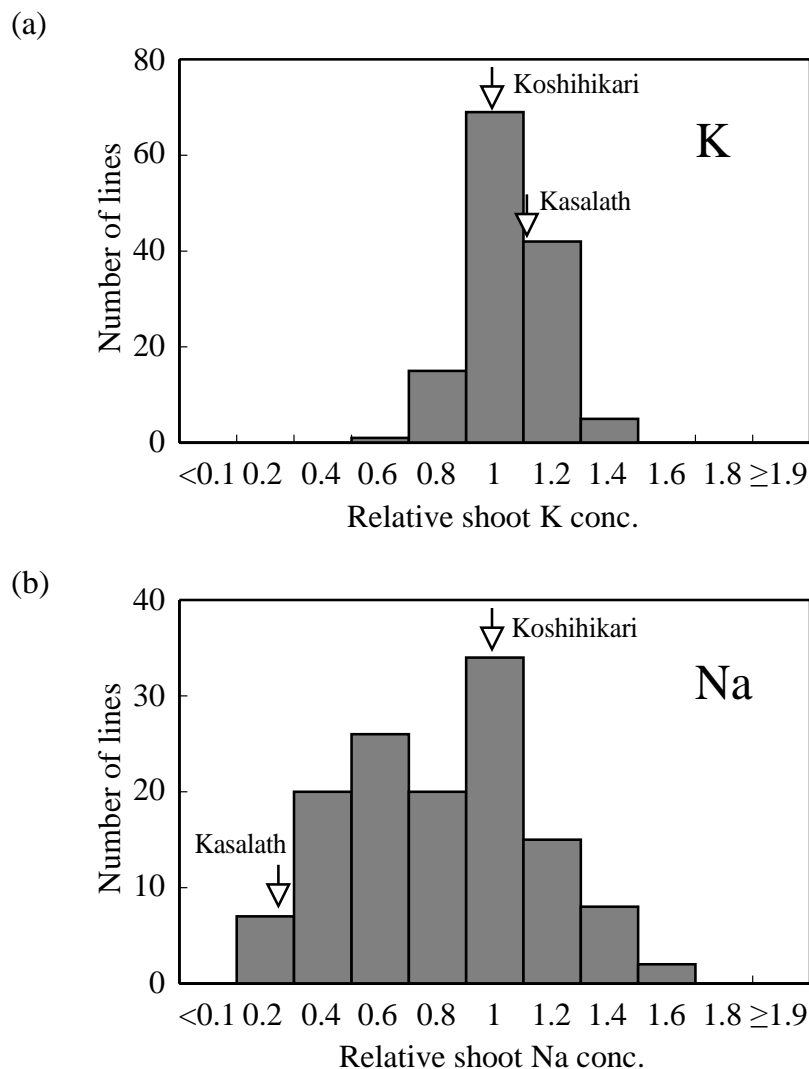 (a)
80
60
40
20
0
Number of lines
Koshihikari
K
Kasalath
<0.1 0.2 0.4 0.6 0.8 1 1.2 1.4 1.6 1.8 ≥1.9
Relative shoot K conc.
(b)
40
30
20
10
0
Number of lines
Koshihikari
Na
Kasalath
<0.1 0.2 0.4 0.6 0.8 1 1.2 1.4 1.6 1.8 ≥1.9
Relative shoot Na conc.